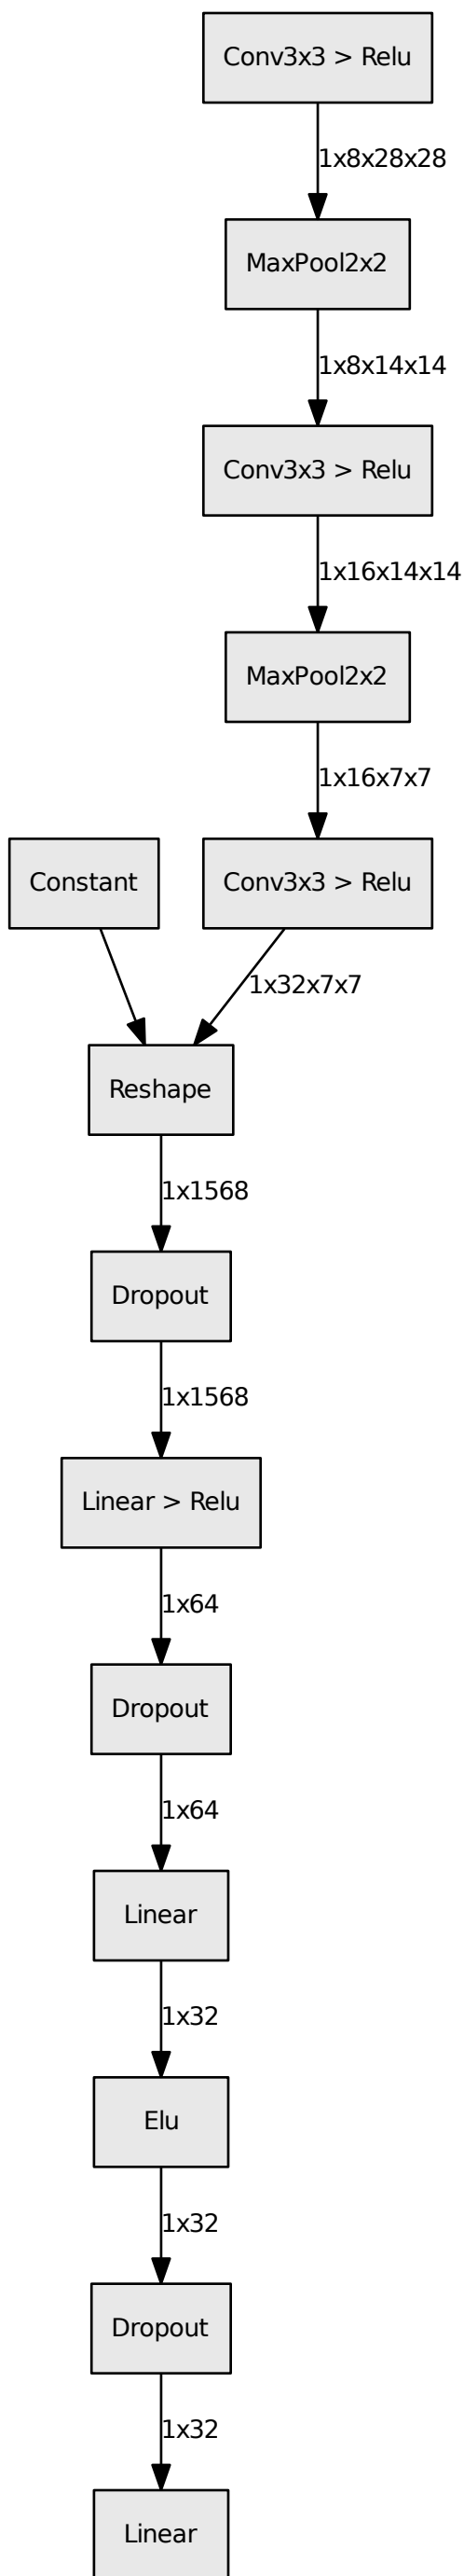 Conv3x3 > Relu
1x8x28x28
MaxPool2x2
1x8x14x14
Conv3x3 > Relu
1x16x14x14
MaxPool2x2
1x16x7x7
Constant
Conv3x3 > Relu
1x32x7x7
Reshape
1x1568
Dropout
1x1568
Linear > Relu
1x64
Dropout
1x64
Linear
1x32
Elu
1x32
Dropout
1x32
Linear